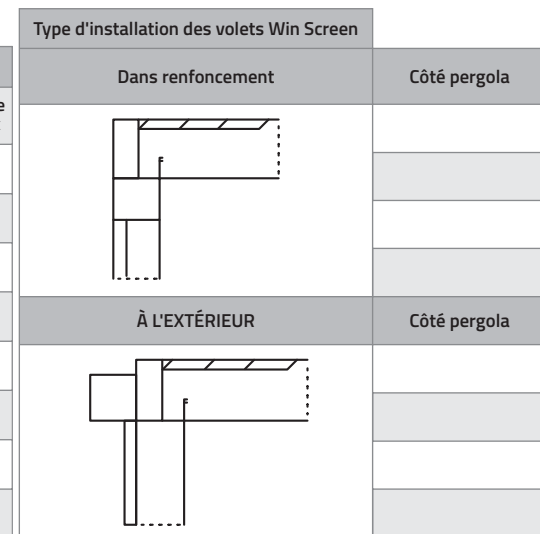 Type d'installation des volets Win Screen
Dans renfoncement
Côté pergola
À L'EXTÉRIEUR
Côté pergola